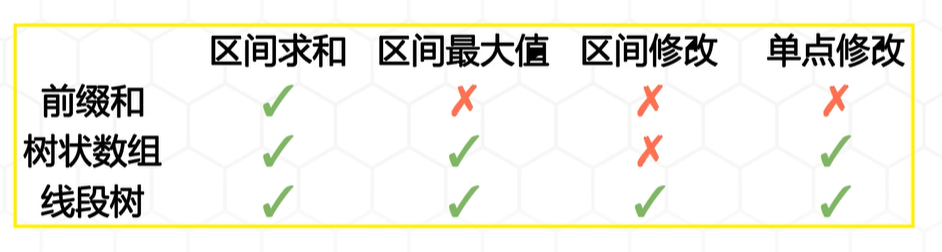 区间求和 区间最大值 区间修改 单点修改
前缀和 ✓ ✗ ✗ ✗
树状数组 ✓ ✓ ✗ ✓
线段树 ✓ ✓ ✓ ✓